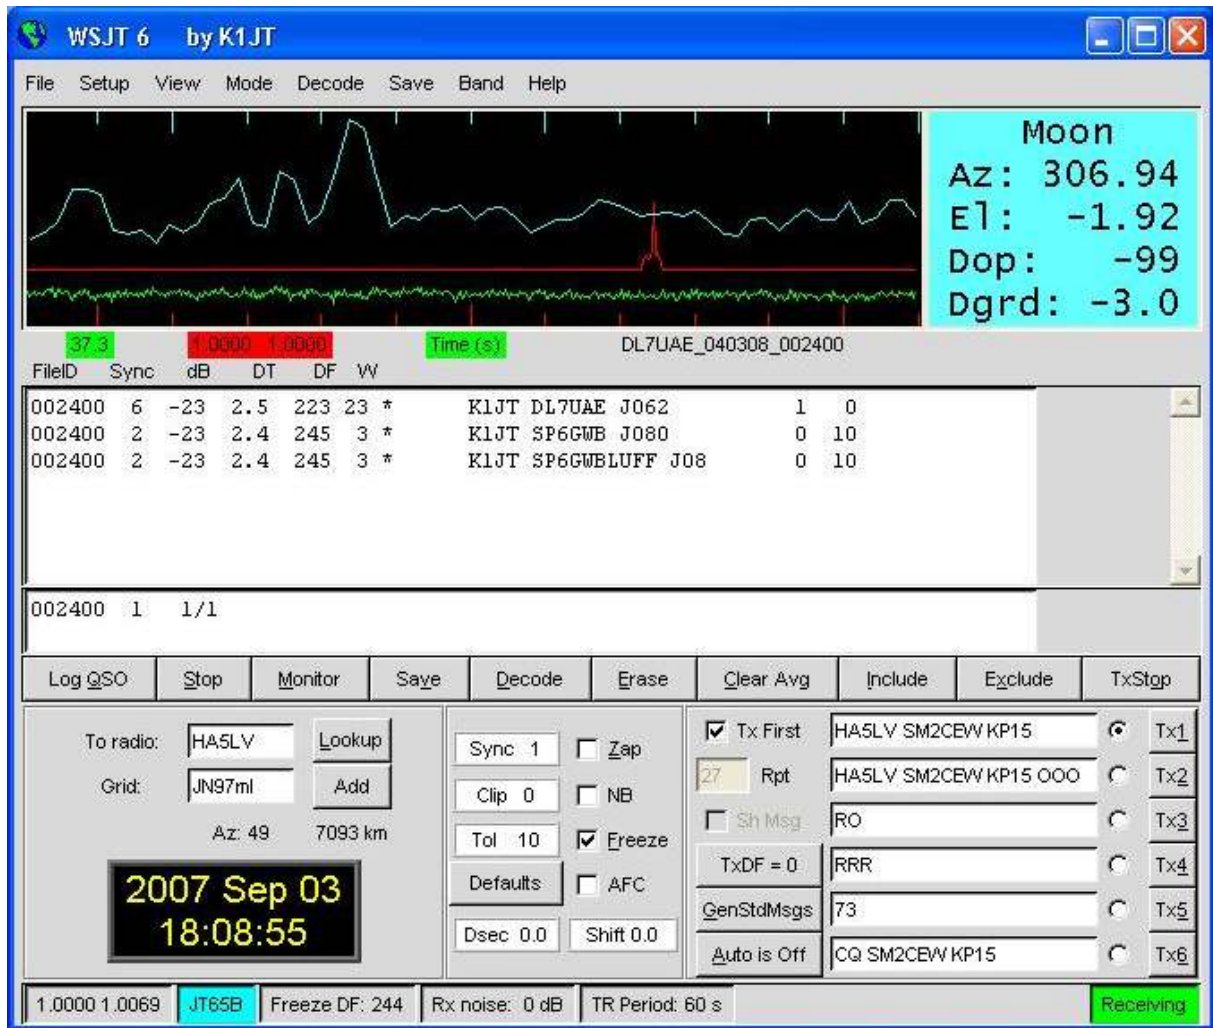 WSJT 6 by K1JT
File Setup View Mode Decode Save Band Help
Moon
Az: 306.94
El: -1.92
Dop: -99
Dgrd: -3.0
37.3 1.0000 1.0000 Time (s) DL7UAE_040308_002400
FileID Sync dB DT DF W
002400 6 -23 2.5 223 23 * K1JT DL7UAE JO62 1 0
002400 2 -23 2.4 245 3 * K1JT SP6GWB JO80 0 10
002400 2 -23 2.4 245 3 * K1JT SP6GWBLUFF JO8 0 10
002400 1 1/1
Log QSO Stop Monitor Save Decode Erase Clear Avg Include Exclude TxStop
To radio: HA5LV Lookup
Grid: JN97ml Add
Az: 49 7093 km
2007 Sep 03
18:08:55
Sync 1 Zap
Clip 0 NB
Tol 10 Freeze
Defaults AFC
Dsec 0.0 Shift 0.0
Tx First HA5LV SM2CEW KP15 Tx1
27 Rpt HA5LV SM2CEW KP15 OOO Tx2
Sh Msg RO Tx3
TxDF = 0 RRR Tx4
GenStdMsgs 73 Tx5
Auto is Off CQ SM2CEW KP15 Tx6
1.0000 1.0069 JT65B Freeze DF: 244 Rx noise: 0 dB TR Period: 60 s Receiving